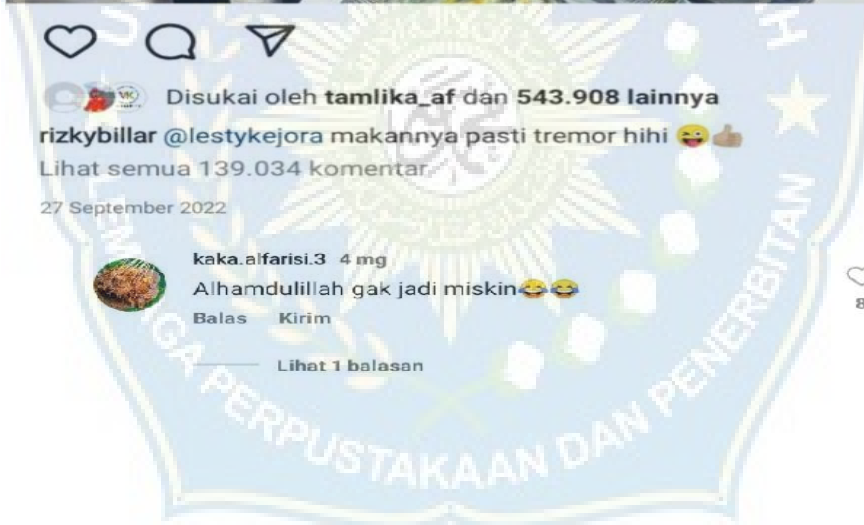 Disukai oleh tamlika_af dan 543.908 lainnya
rizkybillar @lestykejora makannya pasti tremor hihi 😜👍🏽
Lihat semua 139.034 komentar
27 September 2022
kaka.alfarisi.3 4 mg
Alhamdulillah gak jadi miskin😂😂
Balas Kirim
Lihat 1 balasan
8
LEMBAGA PERPUSTAKAAN DAN PENERBITAN